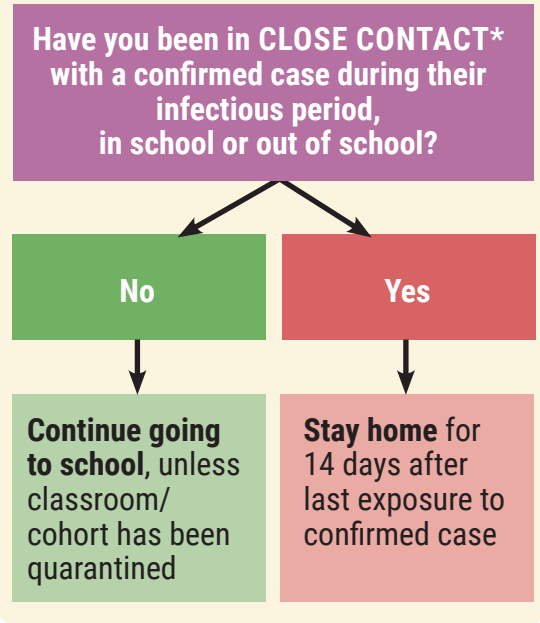 Have you been in CLOSE CONTACT*
with a confirmed case during their
infectious period,
in school or out of school?
No
Yes
Continue going
to school, unless
classroom/
cohort has been
quarantined
Stay home for
14 days after
last exposure to
confirmed case